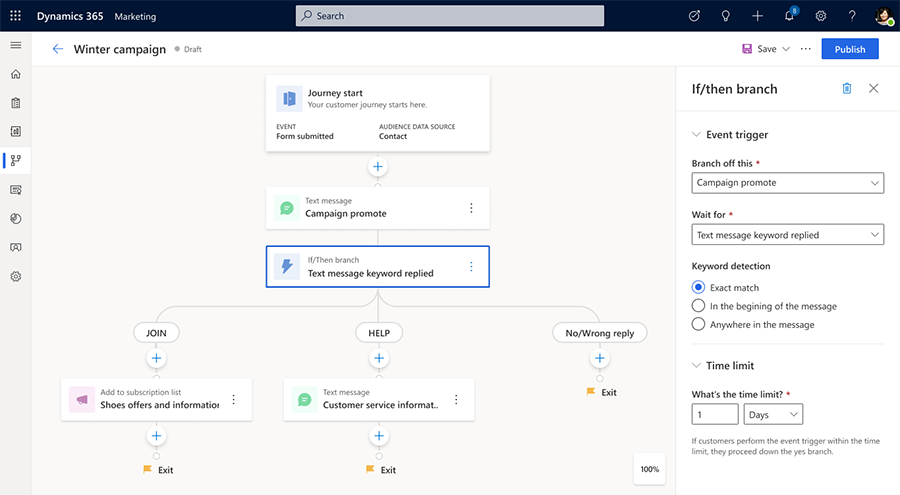 Dynamics 365 Marketing
Search
8
Winter campaign Draft
Save
Publish
Journey start
Your customer journey starts here.
EVENT
Form submitted
AUDIENCE DATA SOURCE
Contact
Text message
Campaign promote
If/Then branch
Text message keyword replied
JOIN
HELP
No/Wrong reply
Add to subscription list
Shoes offers and information
Text message
Customer service informat..
Exit
Exit
Exit
100%
If/then branch
Event trigger
Branch off this *
Campaign promote
Wait for *
Text message keyword replied
Keyword detection
Exact match
In the begining of the message
Anywhere in the message
Time limit
What's the time limit? *
1
Days
If customers perform the event trigger within the time
limit, they proceed down the yes branch.